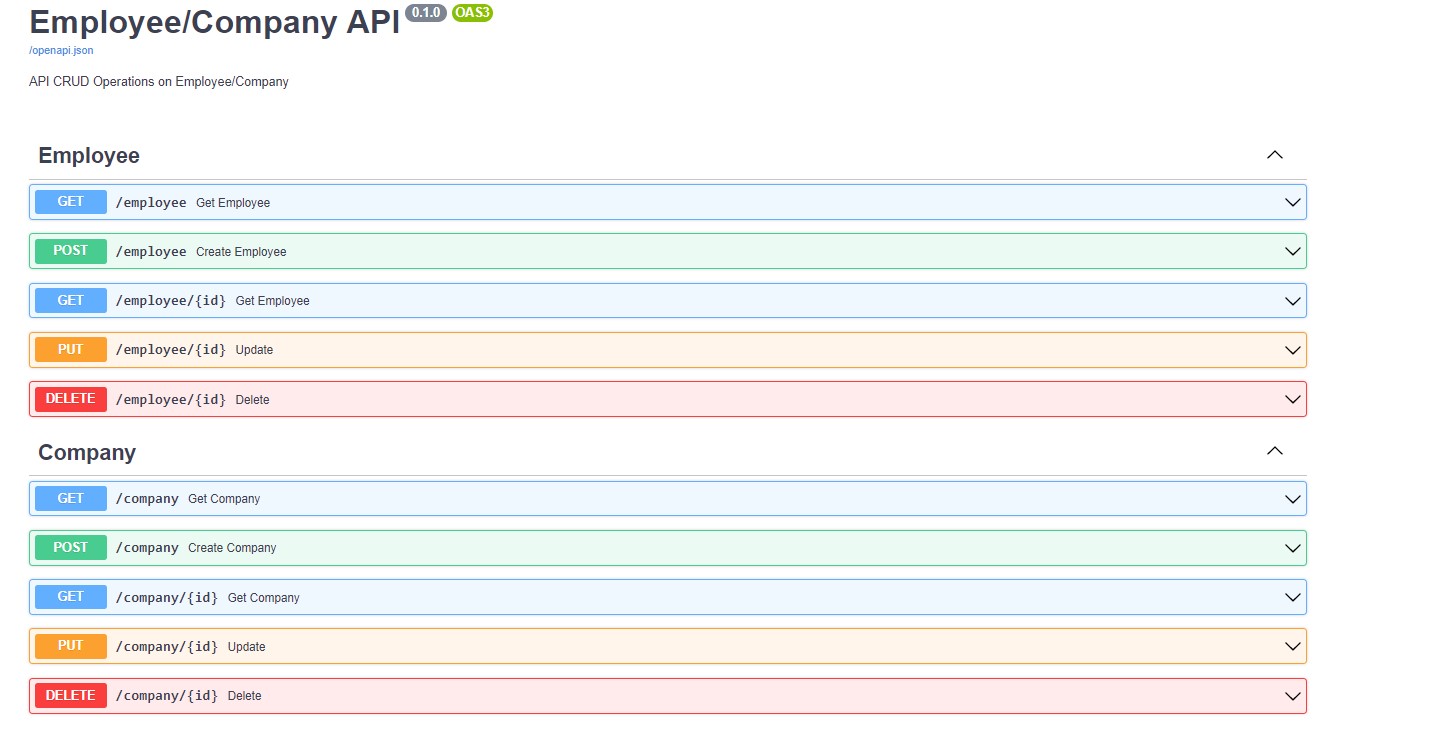 Employee/Company API 0.1.0 OAS3
/openapi.json
API CRUD Operations on Employee/Company
Employee
GET /employee Get Employee
POST /employee Create Employee
GET /employee/{id} Get Employee
PUT /employee/{id} Update
DELETE /employee/{id} Delete
Company
GET /company Get Company
POST /company Create Company
GET /company/{id} Get Company
PUT /company/{id} Update
DELETE /company/{id} Delete